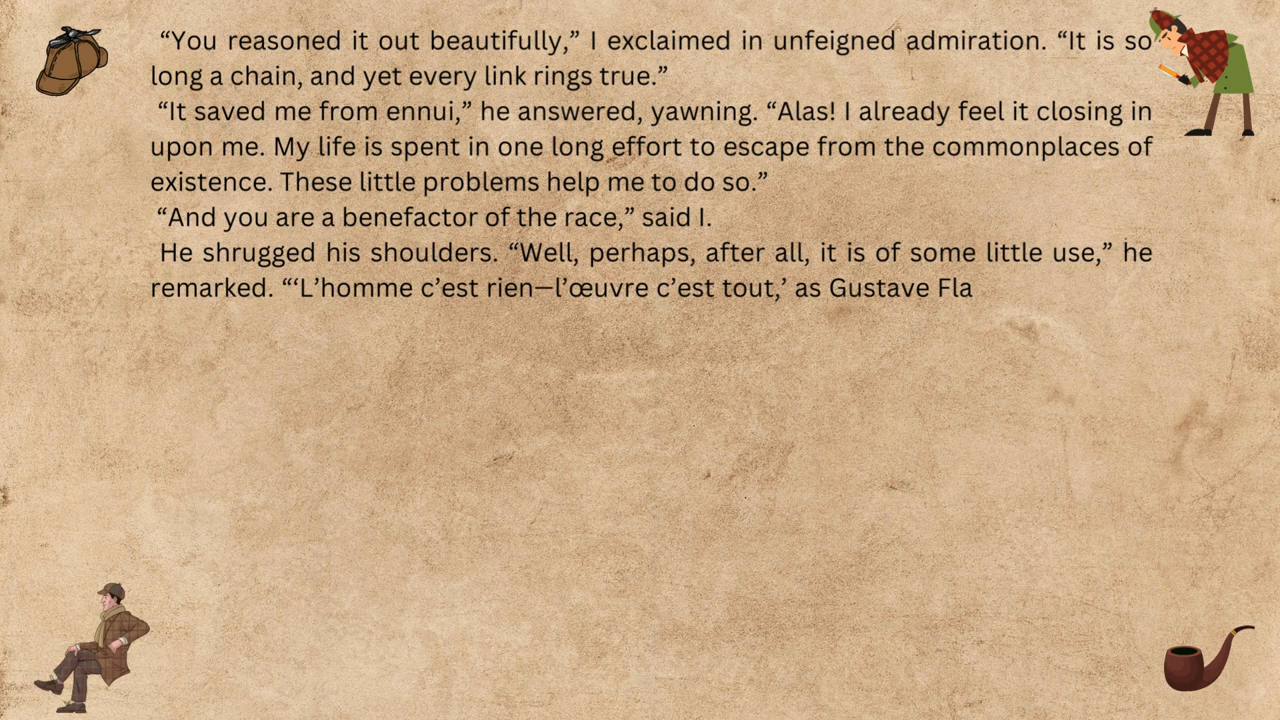 “You reasoned it out beautifully,” I exclaimed in unfeigned admiration. “It is so
long a chain, and yet every link rings true.”
“It saved me from ennui,” he answered, yawning. “Alas! I already feel it closing in
upon me. My life is spent in one long effort to escape from the commonplaces of
existence. These little problems help me to do so.”
“And you are a benefactor of the race,” said I.
He shrugged his shoulders. “Well, perhaps, after all, it is of some little use,” he
remarked. “‘L’homme c’est rien—l’œuvre c’est tout,’ as Gustave Fla